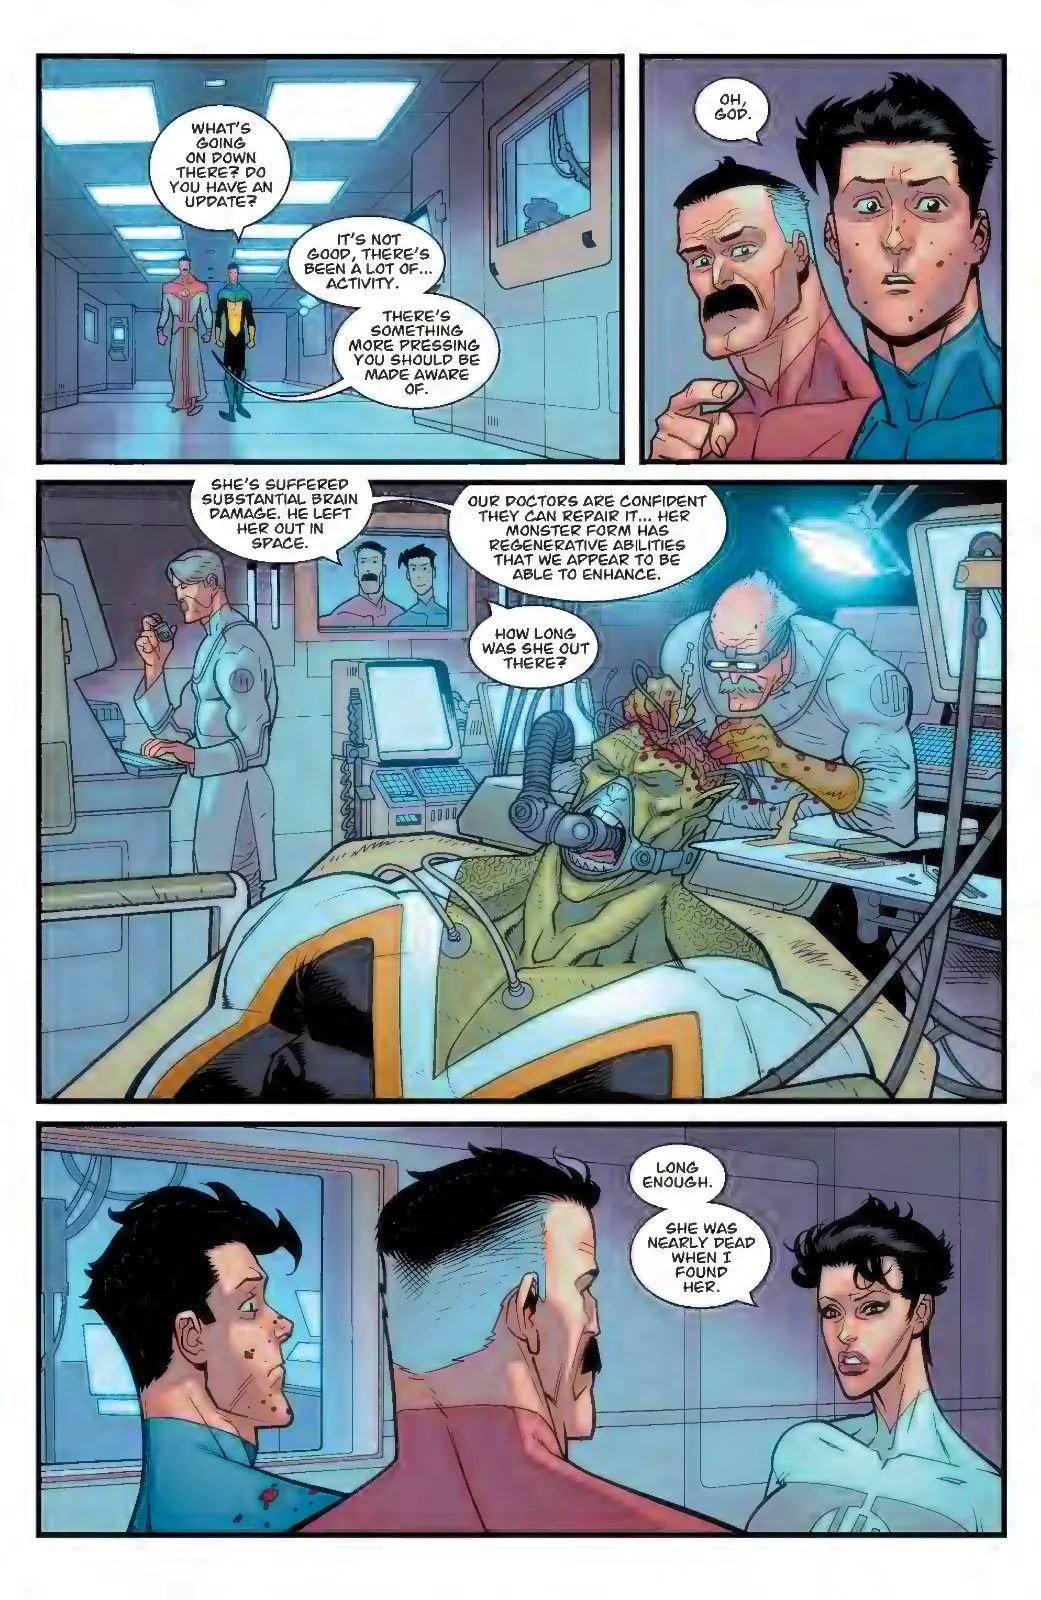 WHAT'S
GOING
ON DOWN
THERE? DO
YOU HAVE AN
UPDATE?
IT'S NOT
GOOD, THERE'S
BEEN A LOT OF...
ACTIVITY.
THERE'S
SOMETHING
MORE PRESSING
YOU SHOULD BE
MADE AWARE
OF.
OH,
GOD.
SHE'S SUFFERED
SUBSTANTIAL BRAIN
DAMAGE. HE LEFT
HER OUT IN
SPACE.
OUR DOCTORS ARE CONFIDENT
THEY CAN REPAIR IT... HER
MONSTER FORM HAS
REGENERATIVE ABILITIES
THAT WE APPEAR TO BE
ABLE TO ENHANCE.
HOW LONG
WAS SHE OUT
THERE?
LONG
ENOUGH.
SHE WAS
NEARLY DEAD
WHEN I
FOUND
HER.